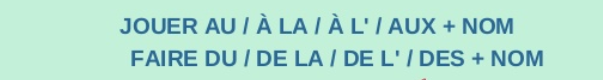 JOUER AU / À LA / À L' / AUX + NOM
FAIRE DU / DE LA / DE L' / DES + NOM